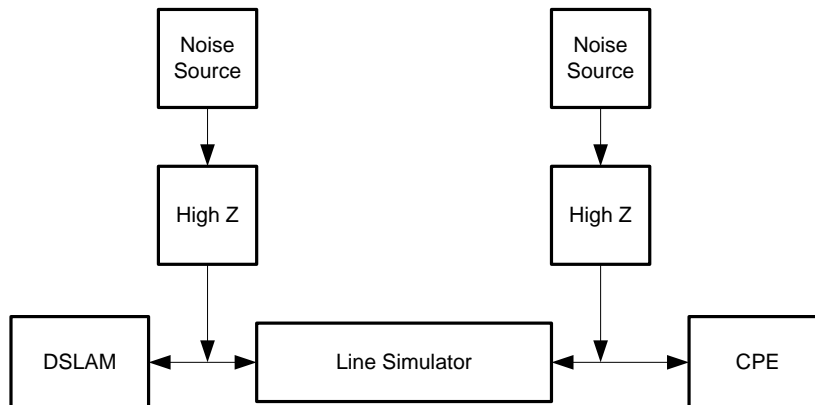 Noise
Source
Noise
Source
High Z
High Z
DSLAM
Line Simulator
CPE